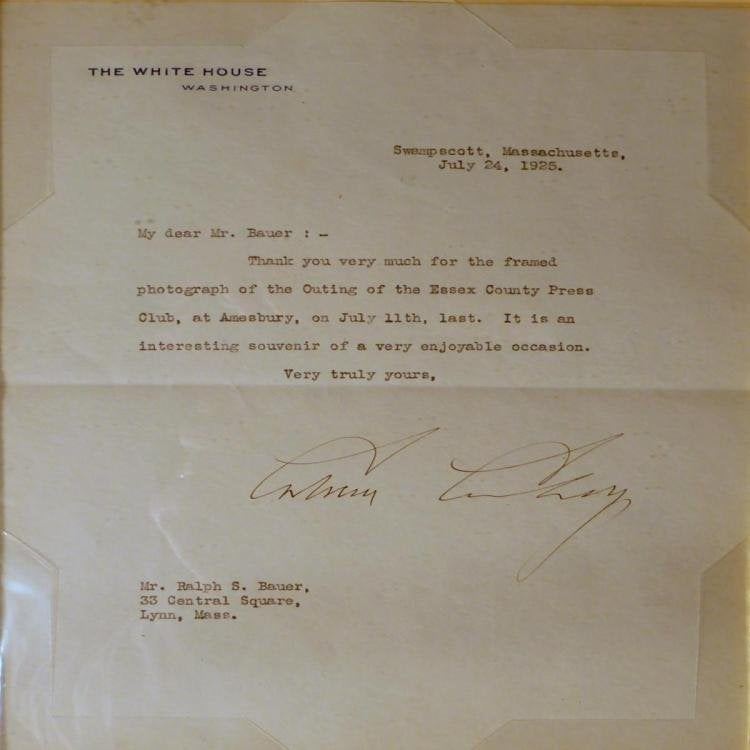 THE WHITE HOUSE
WASHINGTON
Swampscott, Massachusetts,
July 24, 1925.
My dear Mr. Bauer : -
Thank you very much for the framed
photograph of the Outing of the Essex County Press
Club, at Amesbury, on July 11th, last. It is an
interesting souvenir of a very enjoyable occasion.
Very truly yours,
Calvin Coolidge
Mr. Ralph S. Bauer,
33 Central Square,
Lynn, Mass.